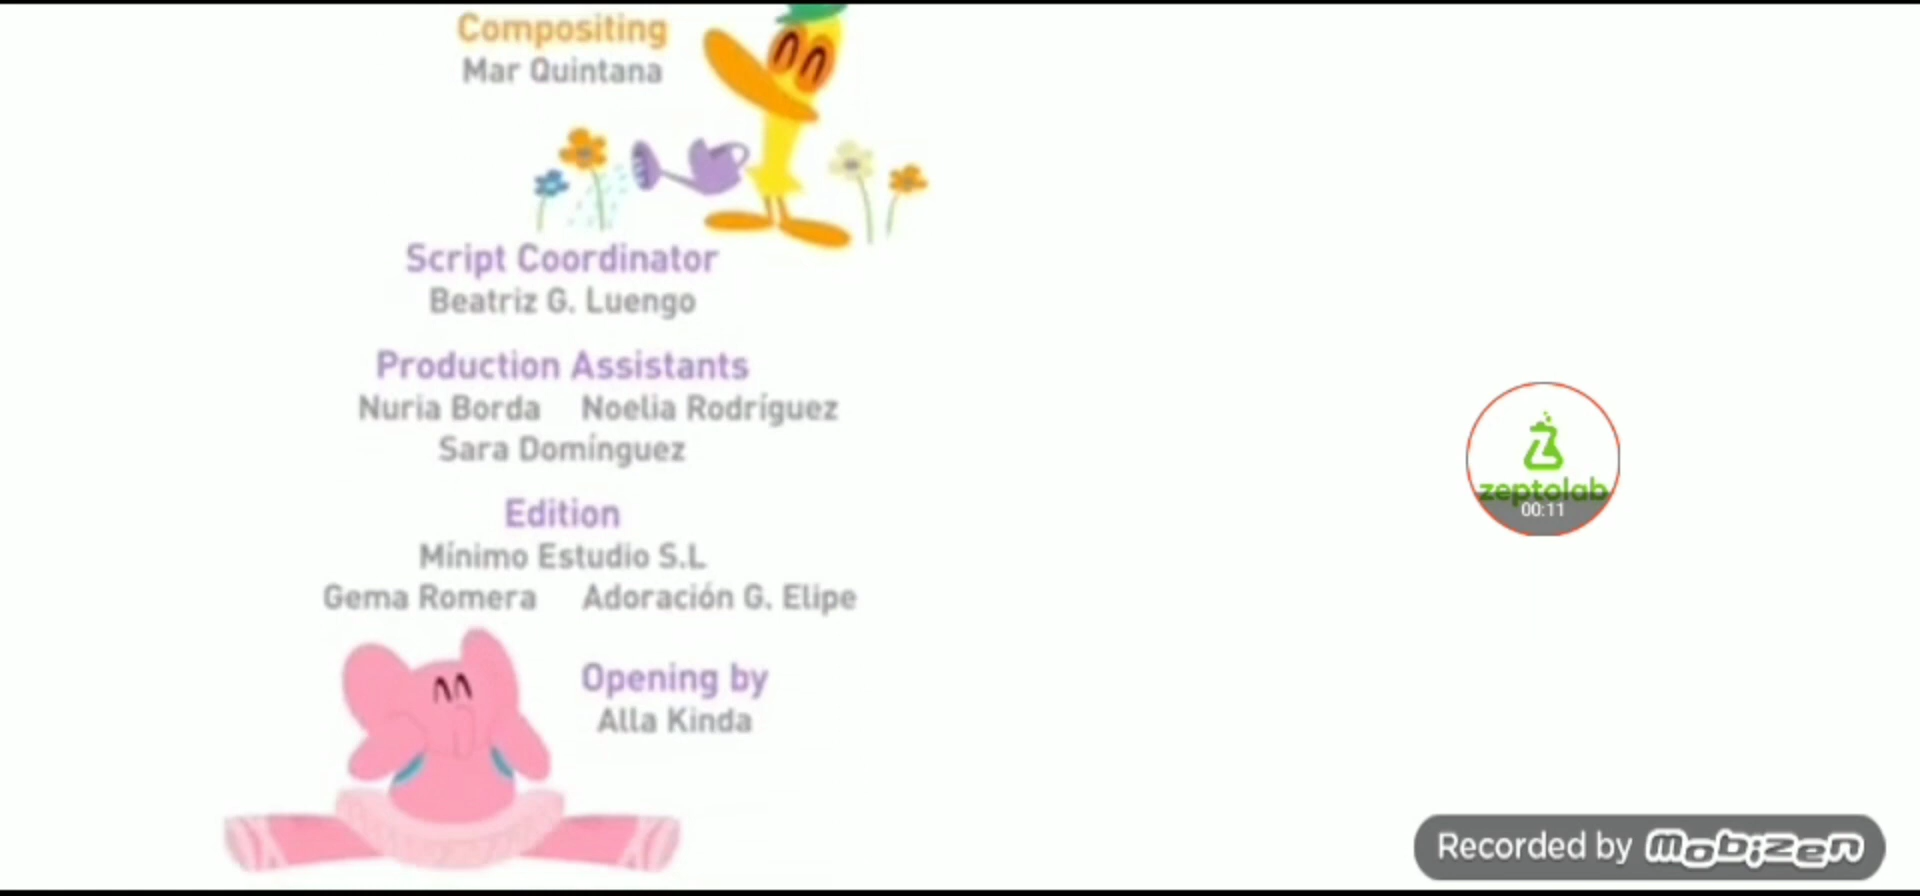 Compositing
Mar Quintana
Script Coordinator
Beatriz G. Luengo
Production Assistants
Nuria Borda Noelia Rodríguez
Sara Domínguez
Edition
Mínimo Estudio S.L
Gema Romera Adoración G. Elipe
Opening by
Alla Kinda
zeptolab
00:11
Recorded by Mobizen